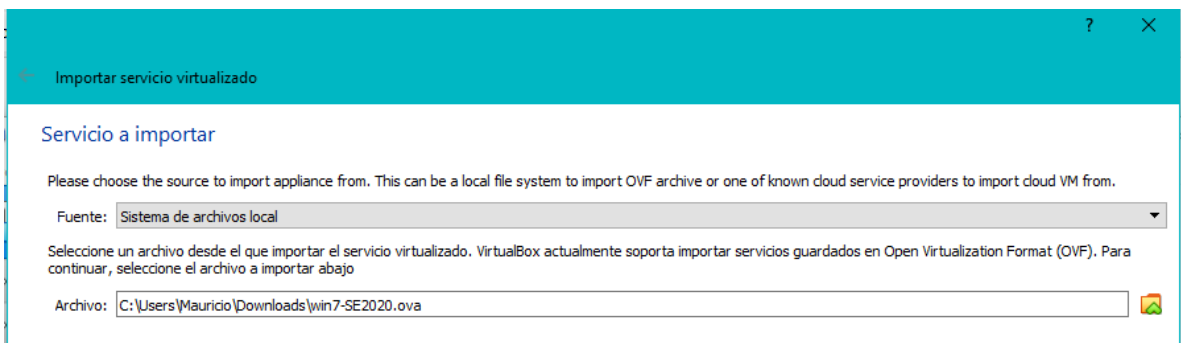 ?
Importar servicio virtualizado
Servicio a importar
Please choose the source to import appliance from. This can be a local file system to import OVF archive or one of known cloud service providers to import cloud VM from.
Fuente: Sistema de archivos local
Seleccione un archivo desde el que importar el servicio virtualizado. VirtualBox actualmente soporta importar servicios guardados en Open Virtualization Format (OVF). Para
continuar, seleccione el archivo a importar abajo
Archivo: C:\Users\Mauricio\Downloads\win7-SE2020.ova